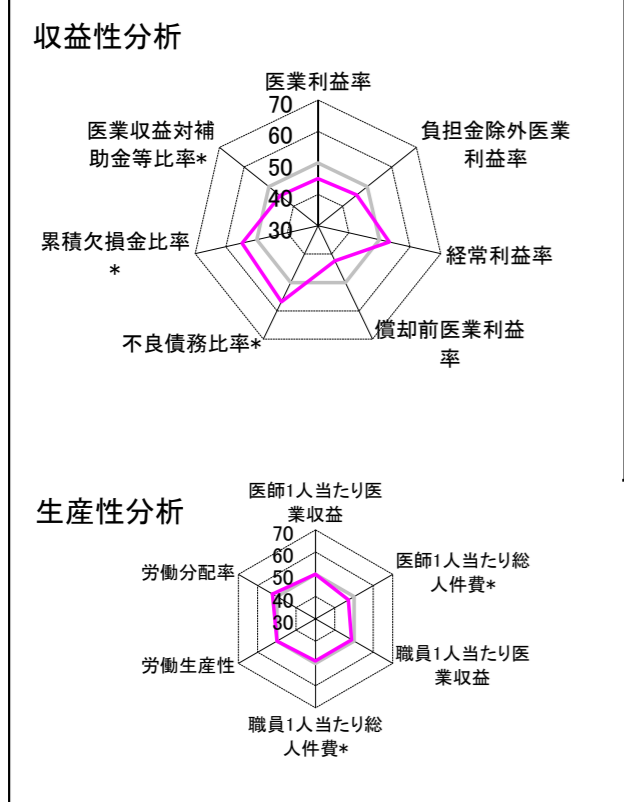 収益性分析
医業利益率
70
60
50
40
30
負担金除外医業
利益率
経常利益率
償却前医業利益
率
不良債務比率*
累積欠損金比率
*
医業収益対補
助金等比率*
生産性分析
医師1人当たり医
業収益
70
60
50
40
30
医師1人当たり総
人件費*
職員1人当たり医
業収益
職員1人当たり総
人件費*
労働生産性
労働分配率